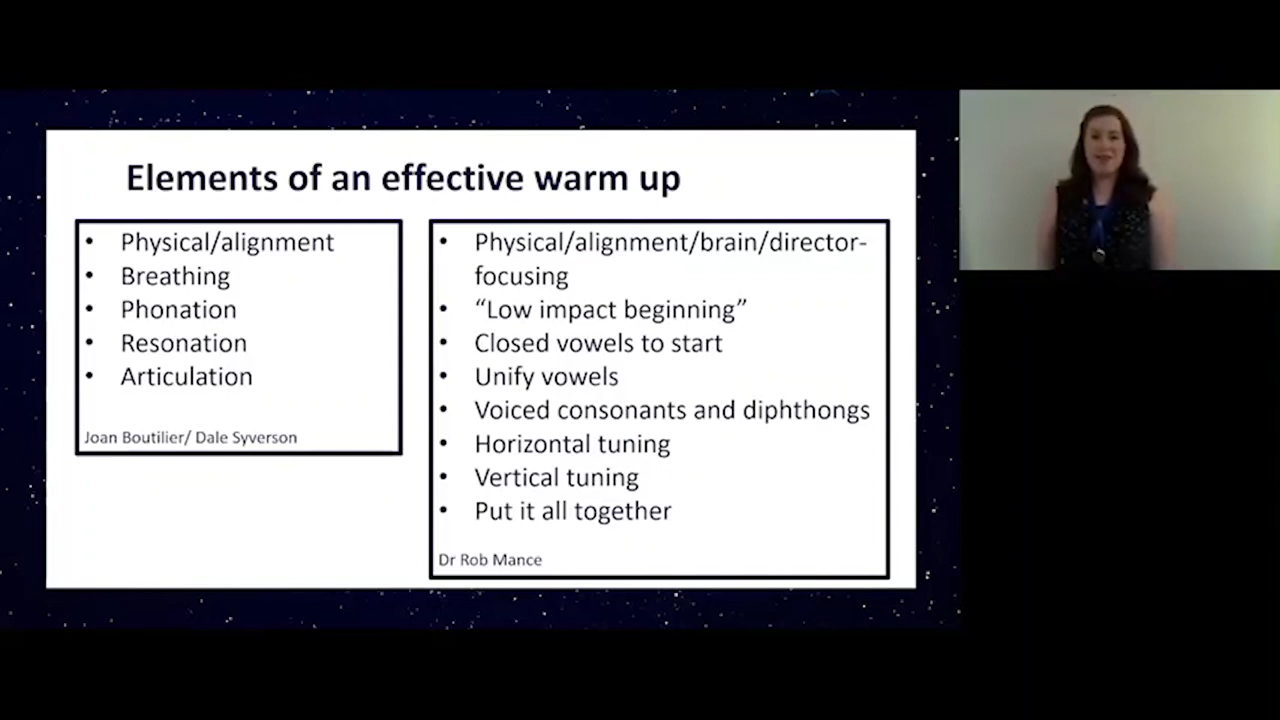 Elements of an effective warm up
• Physical/alignment
• Breathing
• Phonation
• Resonation
• Articulation
Joan Boutilier/ Dale Syverson
• Physical/alignment/brain/director-
focusing
• “Low impact beginning”
• Closed vowels to start
• Unify vowels
• Voiced consonants and diphthongs
• Horizontal tuning
• Vertical tuning
• Put it all together
Dr Rob Mance